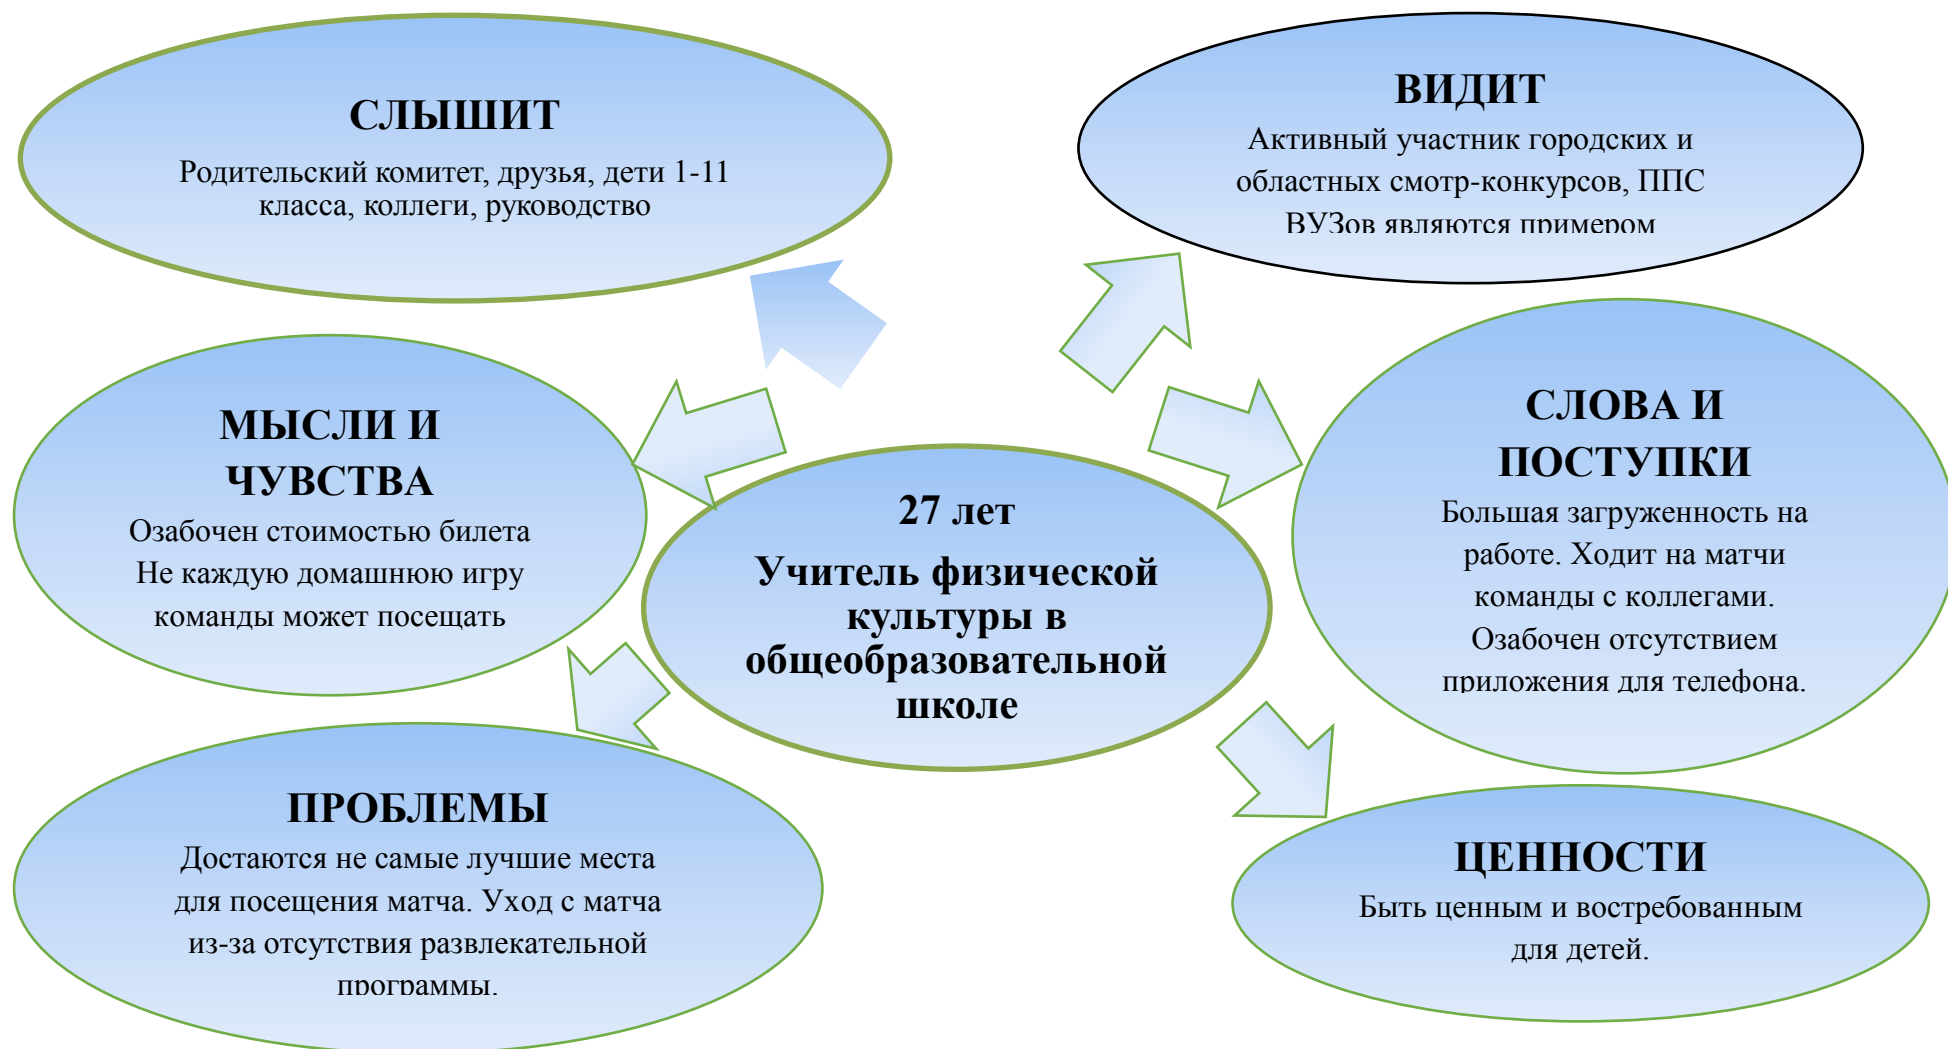 СЛЫШИТ
Родительский комитет, друзья, дети 1-11
класса, коллеги, руководство
ВИДИТ
Активный участник городских и
областных смотр-конкурсов, ППС
ВУЗов являются примером
МЫСЛИ И
ЧУВСТВА
Озабочен стоимостью билета
Не каждую домашнюю игру
команды может посещать
27 лет
Учитель физической
культуры в
общеобразовательной
школе
СЛОВА И
ПОСТУПКИ
Большая загруженность на
работе. Ходит на матчи
команды с коллегами.
Озабочен отсутствием
приложения для телефона.
ПРОБЛЕМЫ
Достаются не самые лучшие места
для посещения матча. Уход с матча
из-за отсутствия развлекательной
программы.
ЦЕННОСТИ
Быть ценным и востребованным
для детей.